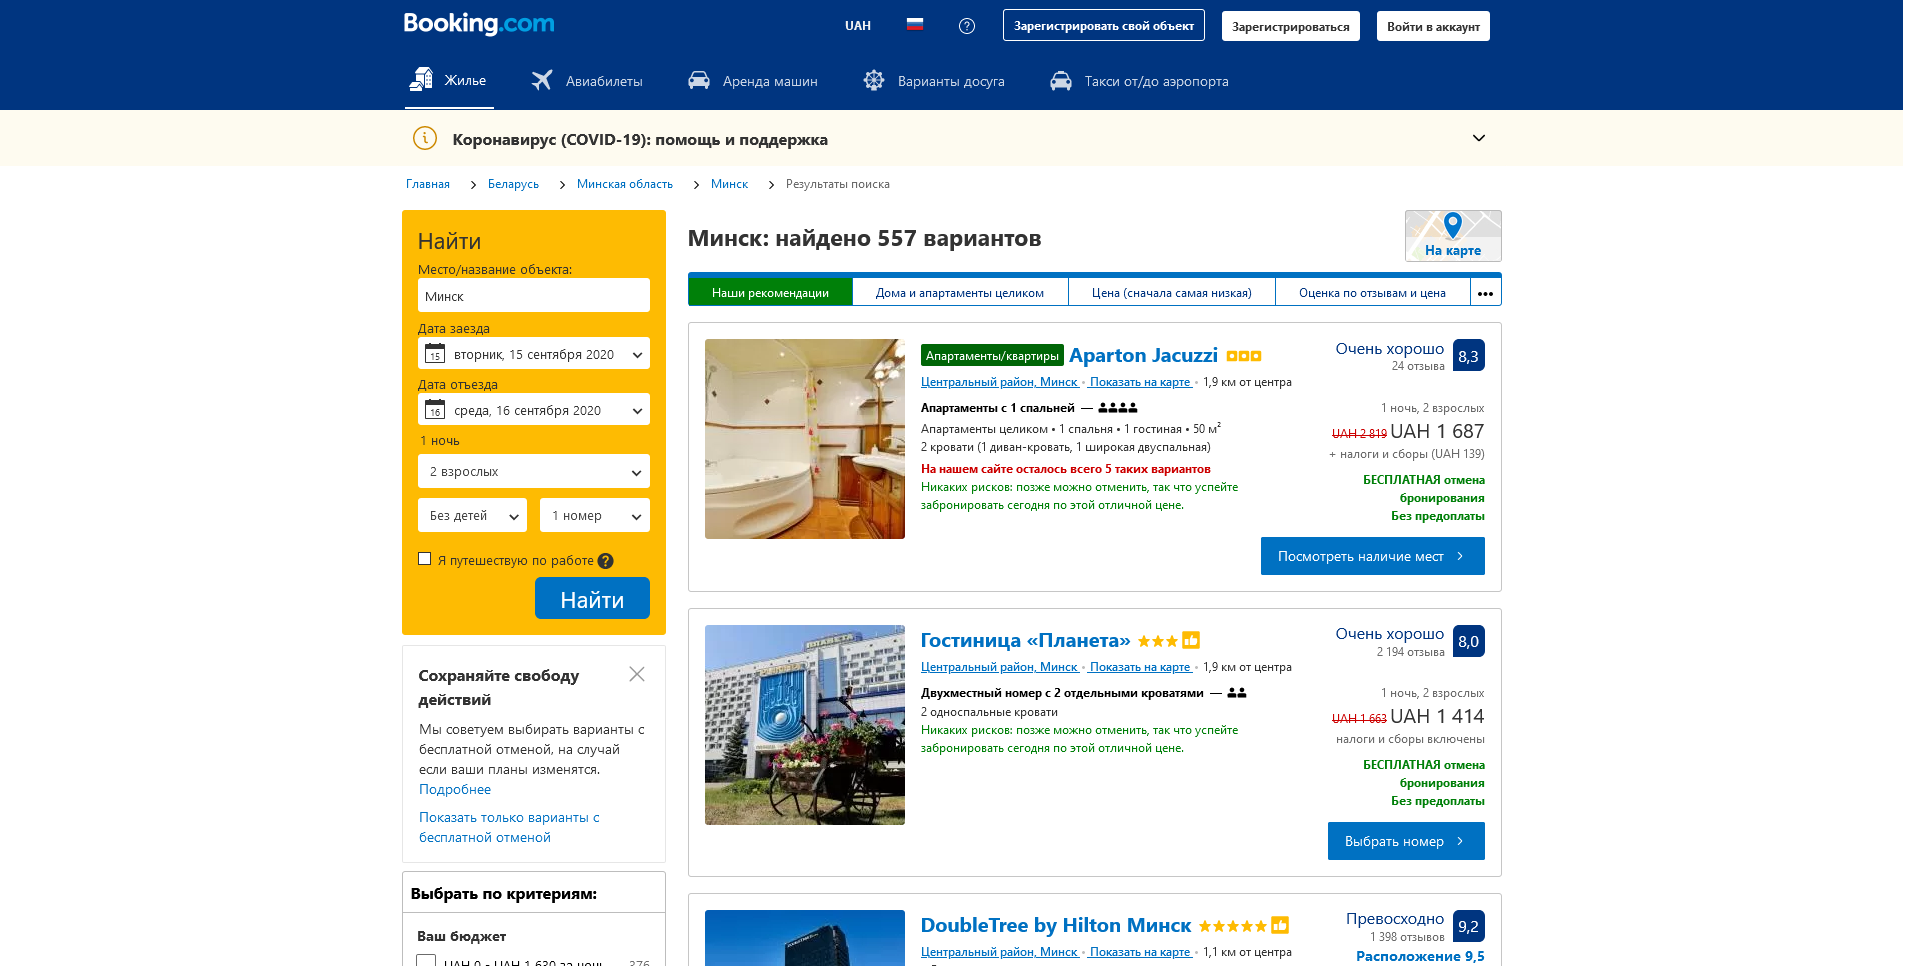 Booking.com
UAH
Зарегистрировать свой объект
Зарегистрироваться
Войти в аккаунт
Жилье
Авиабилеты
Аренда машин
Варианты досуга
Такси от/до аэропорта
Коронавирус (COVID-19): помощь и поддержка
Главная
Беларусь
Минская область
Минск
Результаты поиска
Найти
Место/название объекта:
Минск
Дата заезда
15
вторник, 15 сентября 2020
Дата отъезда
16
среда, 16 сентября 2020
1 ночь
2 взрослых
Без детей
1 номер
Я путешествую по работе ?
Найти
Сохраняйте свободу
действий
Мы советуем выбирать варианты с
бесплатной отменой, на случай
если ваши планы изменятся.
Подробнее
Показать только варианты с
бесплатной отменой
Выбрать по критериям:
Ваш бюджет
UAH 0 - UAH 1 630 за ночь
376
Минск: найдено 557 вариантов
На карте
Наши рекомендации
Дома и апартаменты целиком
Цена (сначала самая низкая)
Оценка по отзывам и цена
•••
Апартаменты/квартиры Aparton Jacuzzi
Центральный район, Минск • Показать на карте • 1,9 км от центра
Апартаменты с 1 спальней —
Апартаменты целиком • 1 спальня • 1 гостиная • 50 м²
2 кровати (1 диван-кровать, 1 широкая двуспальная)
На нашем сайте осталось всего 5 таких вариантов
Никаких рисков: позже можно отменить, так что успейте
забронировать сегодня по этой отличной цене.
Очень хорошо 8,3
24 отзыва
1 ночь, 2 взрослых
UAH 2 819 UAH 1 687
+ налоги и сборы (UAH 139)
БЕСПЛАТНАЯ отмена
бронирования
Без предоплаты
Посмотреть наличие мест
ПЛАНЕТА
Гостиница «Планета»
Центральный район, Минск • Показать на карте • 1,9 км от центра
Двухместный номер с 2 отдельными кроватями —
2 односпальные кровати
Никаких рисков: позже можно отменить, так что успейте
забронировать сегодня по этой отличной цене.
Очень хорошо 8,0
2 194 отзыва
1 ночь, 2 взрослых
UAH 1 663 UAH 1 414
налоги и сборы включены
БЕСПЛАТНАЯ отмена
бронирования
Без предоплаты
Выбрать номер
DoubleTree by Hilton Минск
Центральный район, Минск • Показать на карте • 1,1 км от центра
Превосходно 9,2
1 398 отзывов
Расположение 9,5